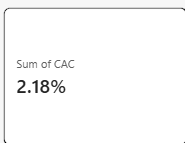 Sum of CAC
2.18%